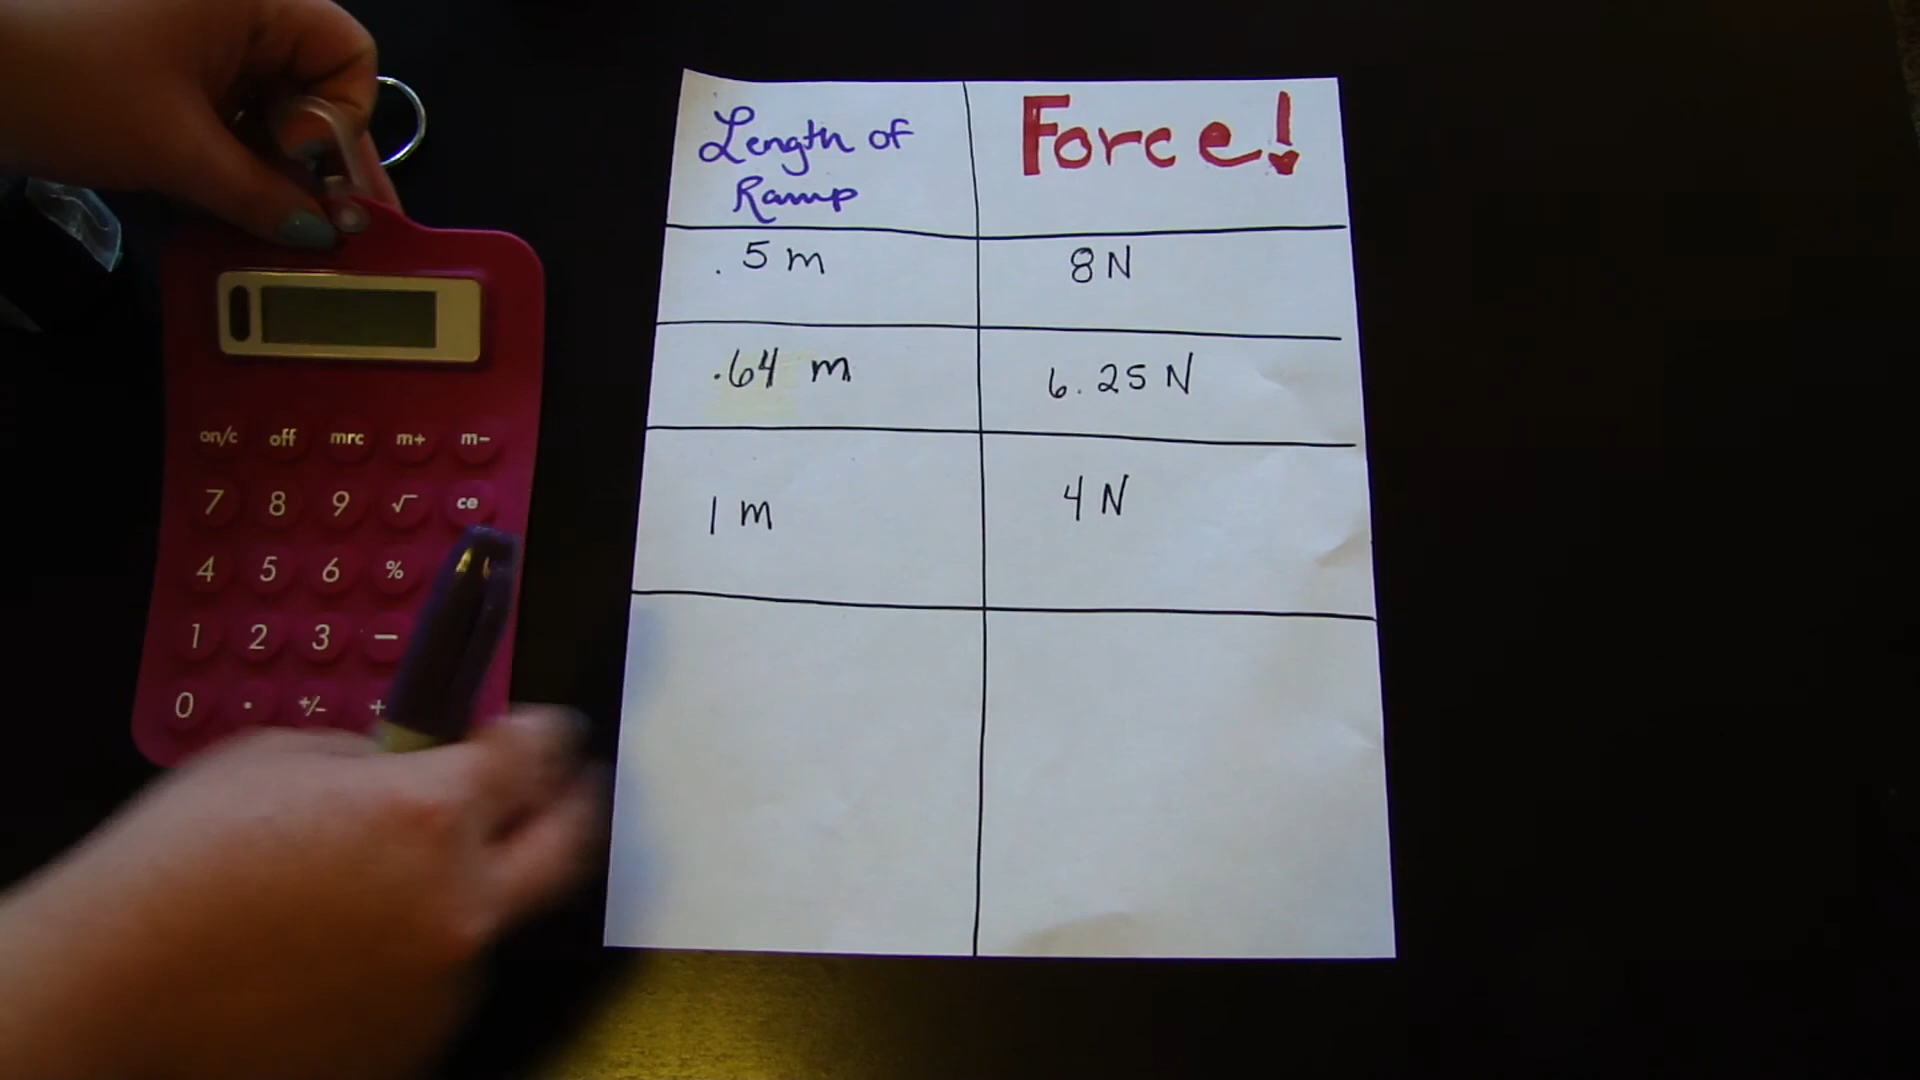 Length of Force!
Ramp
.5 m 8 N
.64 m 6.25 N
1 m 4 N
on/c off mrc m+ m-
7 8 9 √ ce
4 5 6 %
1 2 3 −
0 . +/- +